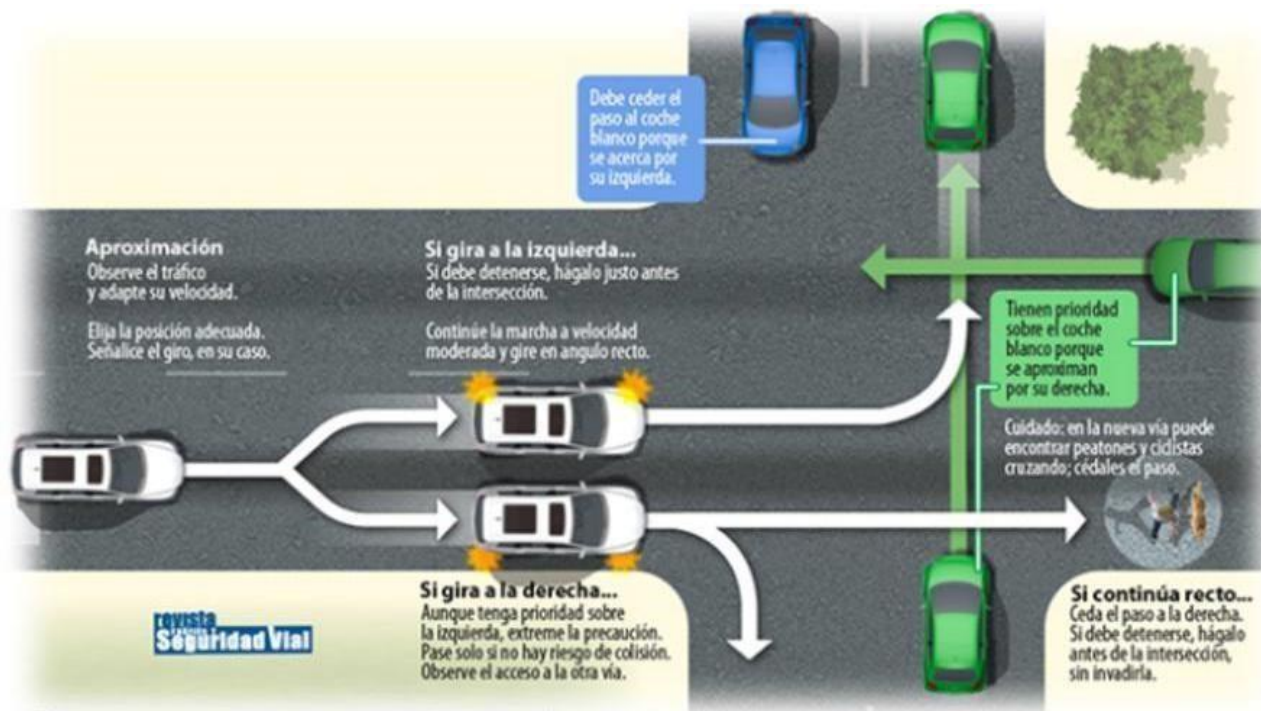 Debe ceder el
paso al coche
blanco porque
se acerca por
su izquierda.
Aproximación
Observe el tráfico
y adapte su velocidad.
Elija la posición adecuada.
Señalice el giro, en su caso.
Si gira a la izquierda...
Si debe detenerse, hágalo justo antes
de la intersección.
Continúe la marcha a velocidad
moderada y gire en angulo recto.
Tienen prioridad
sobre el coche
blanco porque
se aproximan
por su derecha.
Cuidado: en la nueva vía puede
encontrar peatones y ciclistas
cruzando; cédales el paso.
Si gira a la derecha...
Aunque tenga prioridad sobre
la izquierda, extreme la precaución.
Pase solo si no hay riesgo de colisión.
Observe el acceso a la otra vía.
Si continúa recto...
Ceda el paso a la derecha.
Si debe detenerse, hágalo
antes de la intersección,
sin invadirla.
revista
Seguridad Vial